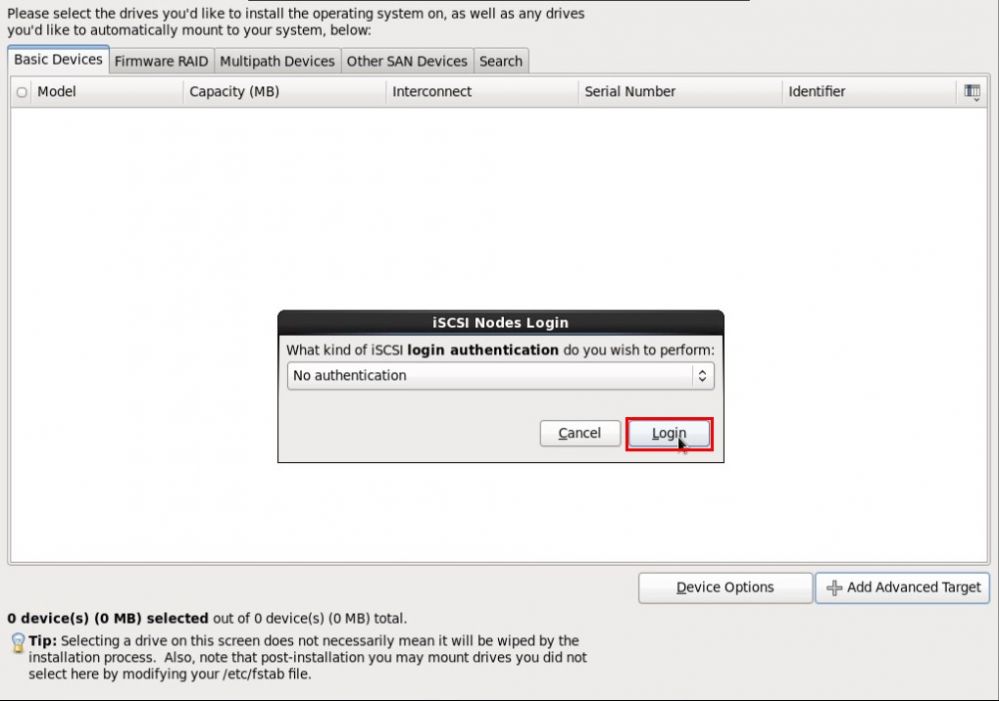 Please select the drives you'd like to install the operating system on, as well as any drives
you'd like to automatically mount to your system, below:
Basic Devices Firmware RAID Multipath Devices Other SAN Devices Search
Model Capacity (MB) Interconnect Serial Number Identifier
iSCSI Nodes Login
What kind of iSCSI login authentication do you wish to perform:
No authentication
Cancel Login
Device Options Add Advanced Target
0 device(s) (0 MB) selected out of 0 device(s) (0 MB) total.
Tip: Selecting a drive on this screen does not necessarily mean it will be wiped by the
installation process. Also, note that post-installation you may mount drives you did not
select here by modifying your /etc/fstab file.